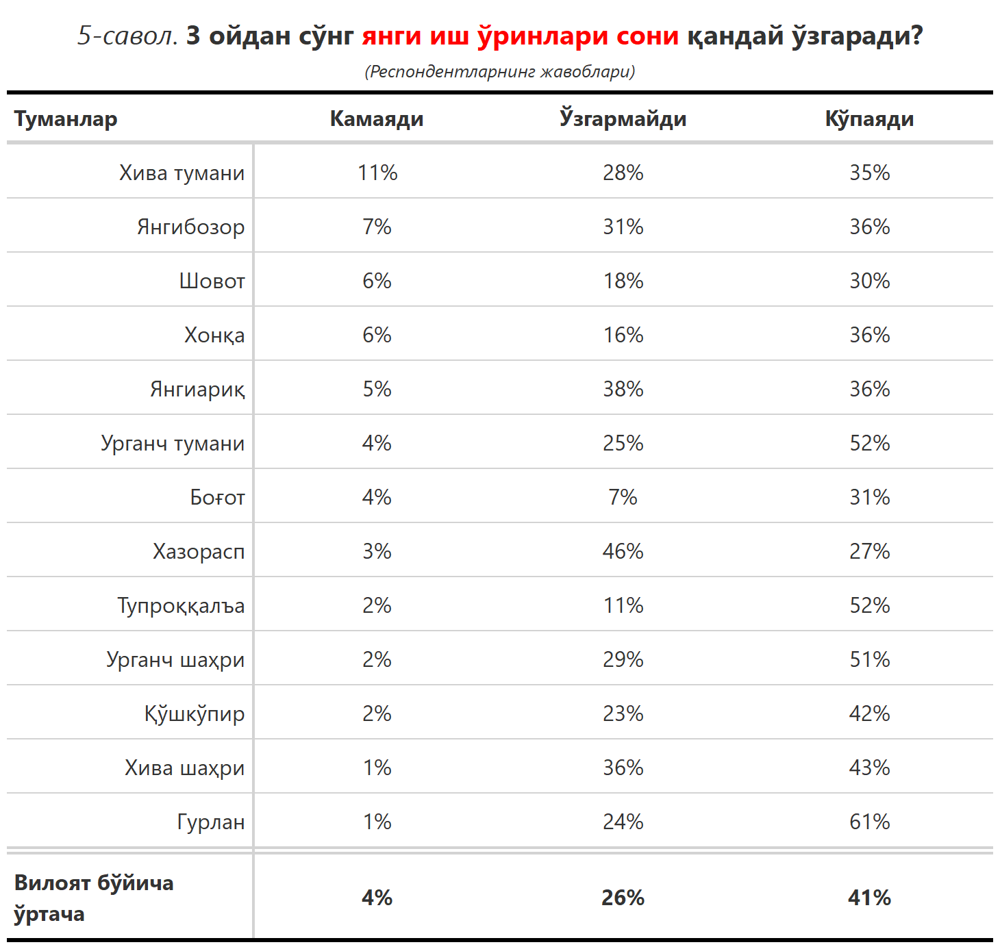 5-савол. 3 ойдан сўнг янги иш ўринлари сони қандай ўзгаради?
(Респондентларнинг жавоблари)
Туманлар Камаяди Ўзгармайди Кўпаяди
Хива тумани 11% 28% 35%
Янгибозор 7% 31% 36%
Шовот 6% 18% 30%
Хонқа 6% 16% 36%
Янгиариқ 5% 38% 36%
Урганч тумани 4% 25% 52%
Боғот 4% 7% 31%
Хазорасп 3% 46% 27%
Тупроққалъа 2% 11% 52%
Урганч шаҳри 2% 29% 51%
Қўшкўпир 2% 23% 42%
Хива шаҳри 1% 36% 43%
Гурлан 1% 24% 61%
Вилоят бўйича
ўртача 4% 26% 41%